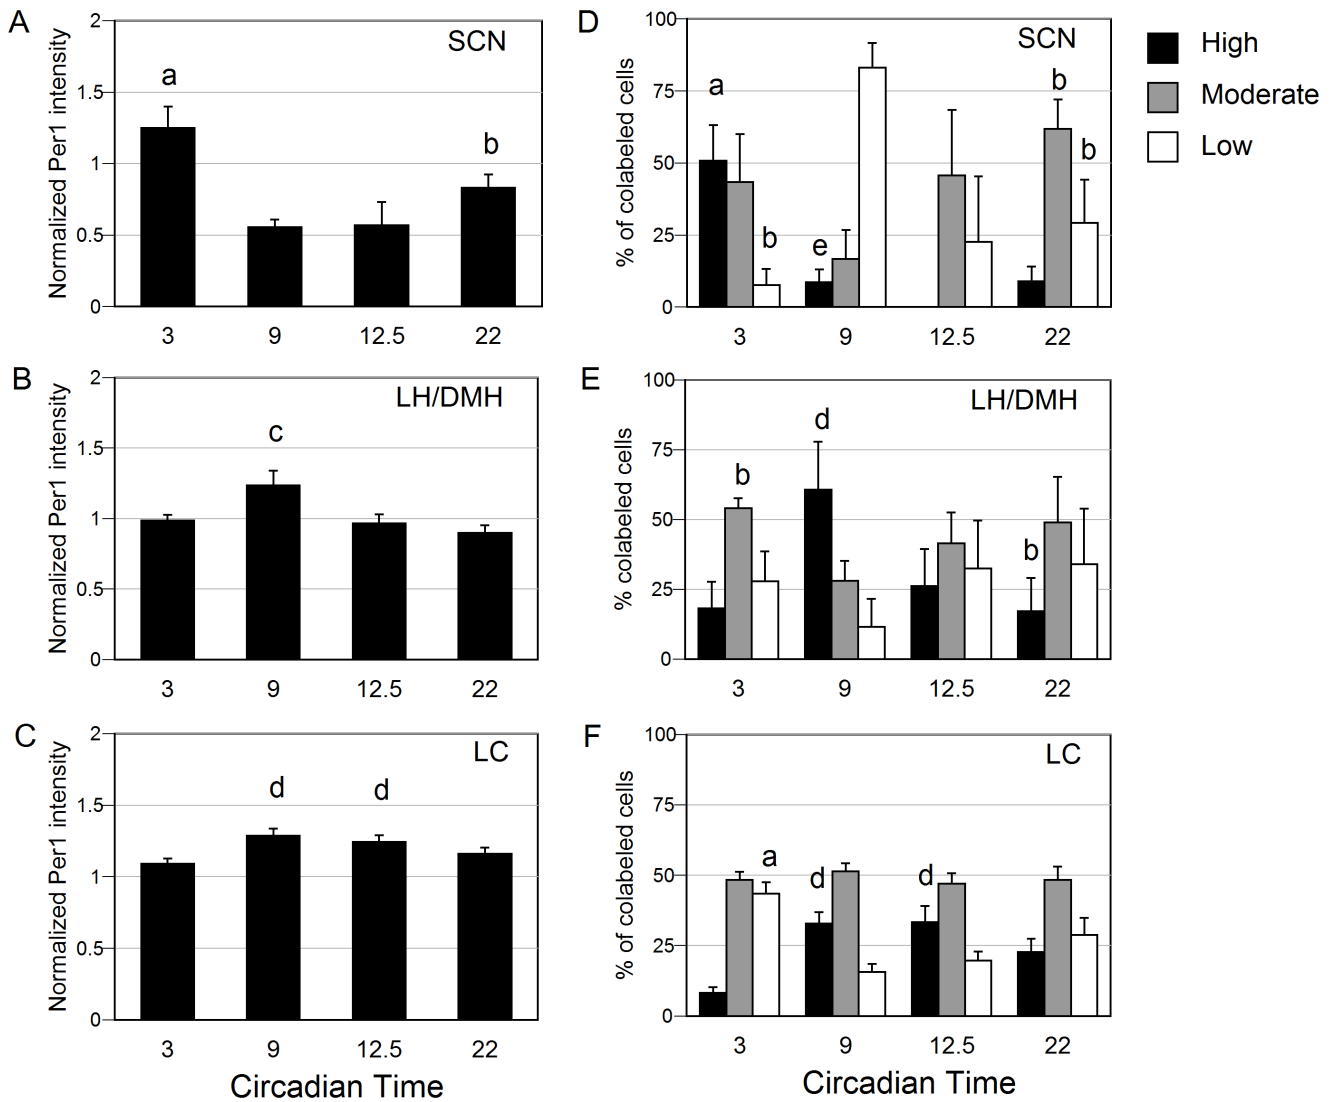 A
Normalized Per1 intensity
2
1.5
1
0.5
0
SCN
a
b
3 9 12.5 22
D
% of colabeled cells
100
75
50
25
0
SCN
a
b
e
b
b
3 9 12.5 22
High
Moderate
Low
B
Normalized Per1 intensity
2
1.5
1
0.5
0
LH/DMH
c
3 9 12.5 22
E
% colabeled cells
100
75
50
25
0
LH/DMH
b
d
b
3 9 12.5 22
C
Normalized Per1 intensity
2
1.5
1
0.5
0
LC
d
d
3 9 12.5 22
Circadian Time
F
% of colabeled cells
100
75
50
25
0
LC
a
d
d
3 9 12.5 22
Circadian Time